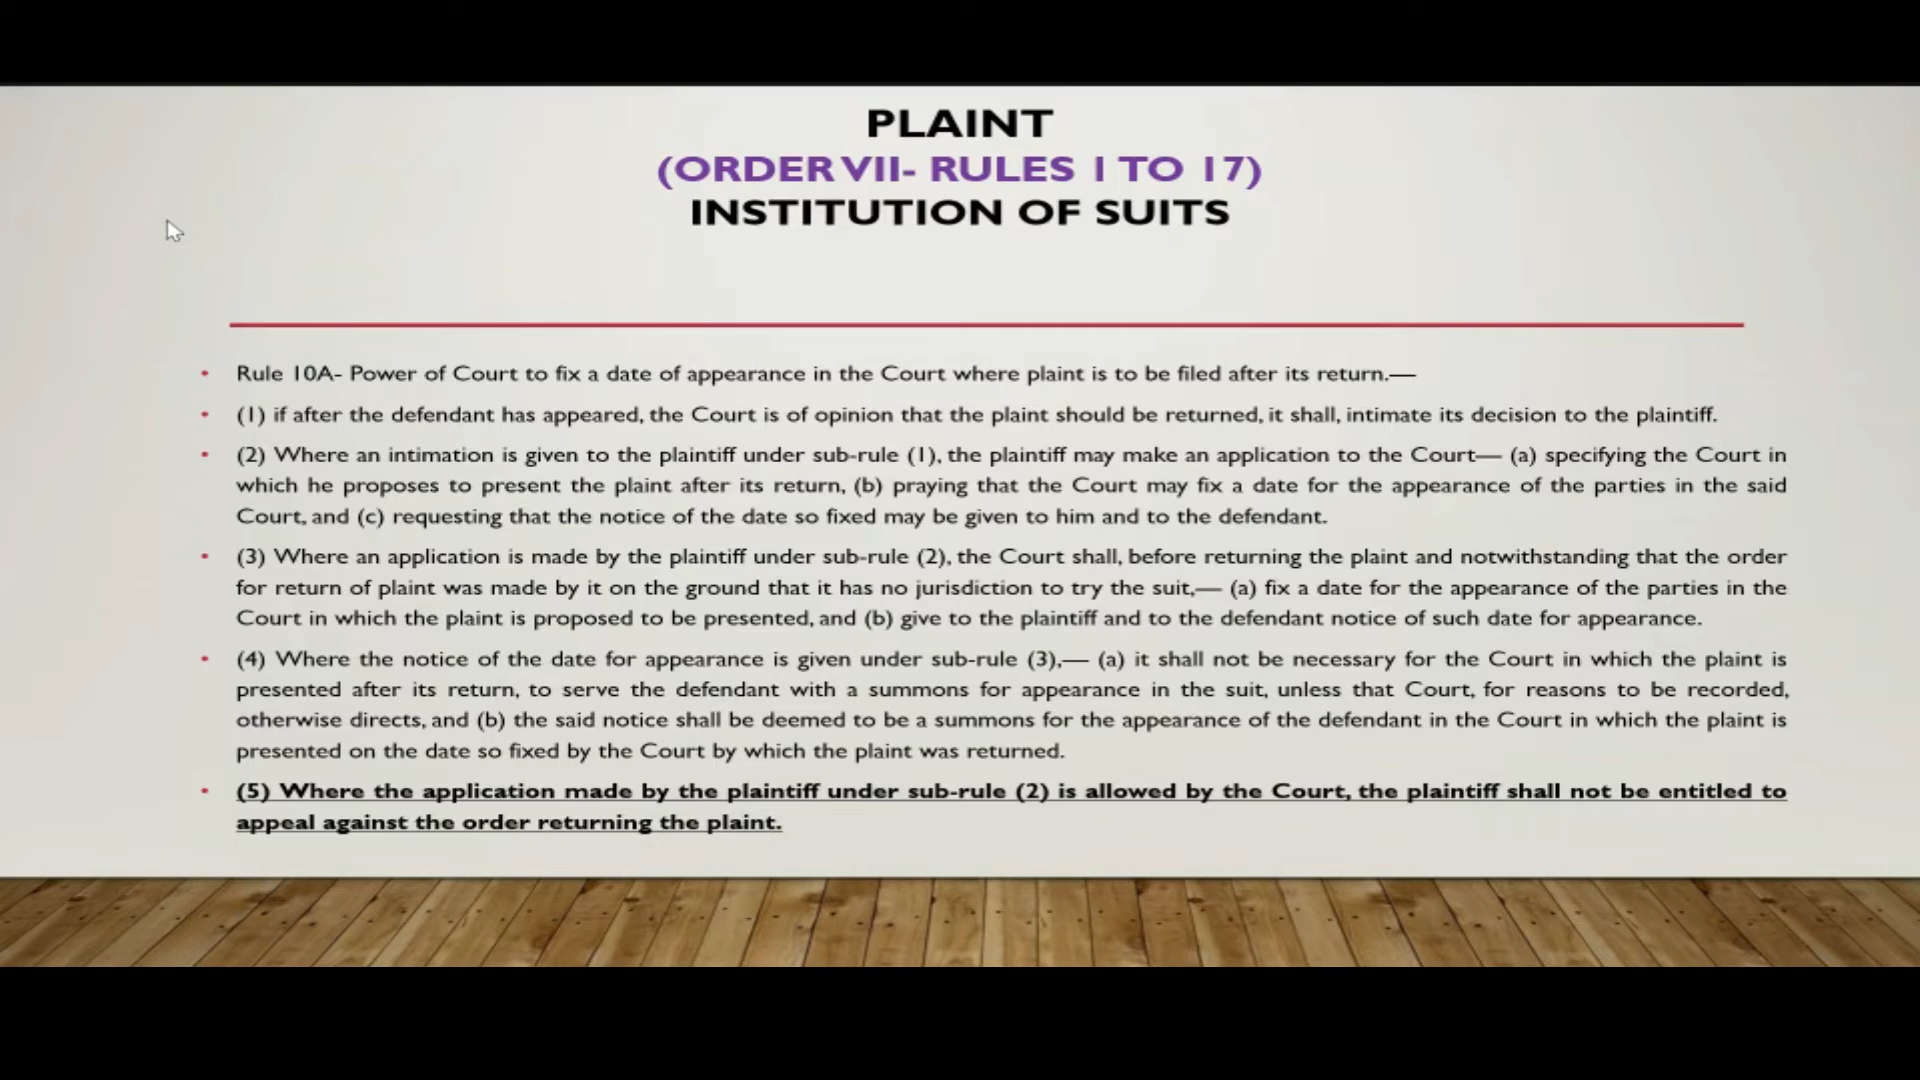 PLAINT
(ORDER VII- RULES 1 TO 17)
INSTITUTION OF SUITS
• Rule 10A- Power of Court to fix a date of appearance in the Court where plaint is to be filed after its return.—
• (1) if after the defendant has appeared, the Court is of opinion that the plaint should be returned, it shall, intimate its decision to the plaintiff.
• (2) Where an intimation is given to the plaintiff under sub-rule (1), the plaintiff may make an application to the Court— (a) specifying the Court in
which he proposes to present the plaint after its return, (b) praying that the Court may fix a date for the appearance of the parties in the said
Court, and (c) requesting that the notice of the date so fixed may be given to him and to the defendant.
• (3) Where an application is made by the plaintiff under sub-rule (2), the Court shall, before returning the plaint and notwithstanding that the order
for return of plaint was made by it on the ground that it has no jurisdiction to try the suit,— (a) fix a date for the appearance of the parties in the
Court in which the plaint is proposed to be presented, and (b) give to the plaintiff and to the defendant notice of such date for appearance.
• (4) Where the notice of the date for appearance is given under sub-rule (3),— (a) it shall not be necessary for the Court in which the plaint is
presented after its return, to serve the defendant with a summons for appearance in the suit, unless that Court, for reasons to be recorded,
otherwise directs, and (b) the said notice shall be deemed to be a summons for the appearance of the defendant in the Court in which the plaint is
presented on the date so fixed by the Court by which the plaint was returned.
• (5) Where the application made by the plaintiff under sub-rule (2) is allowed by the Court, the plaintiff shall not be entitled to
appeal against the order returning the plaint.